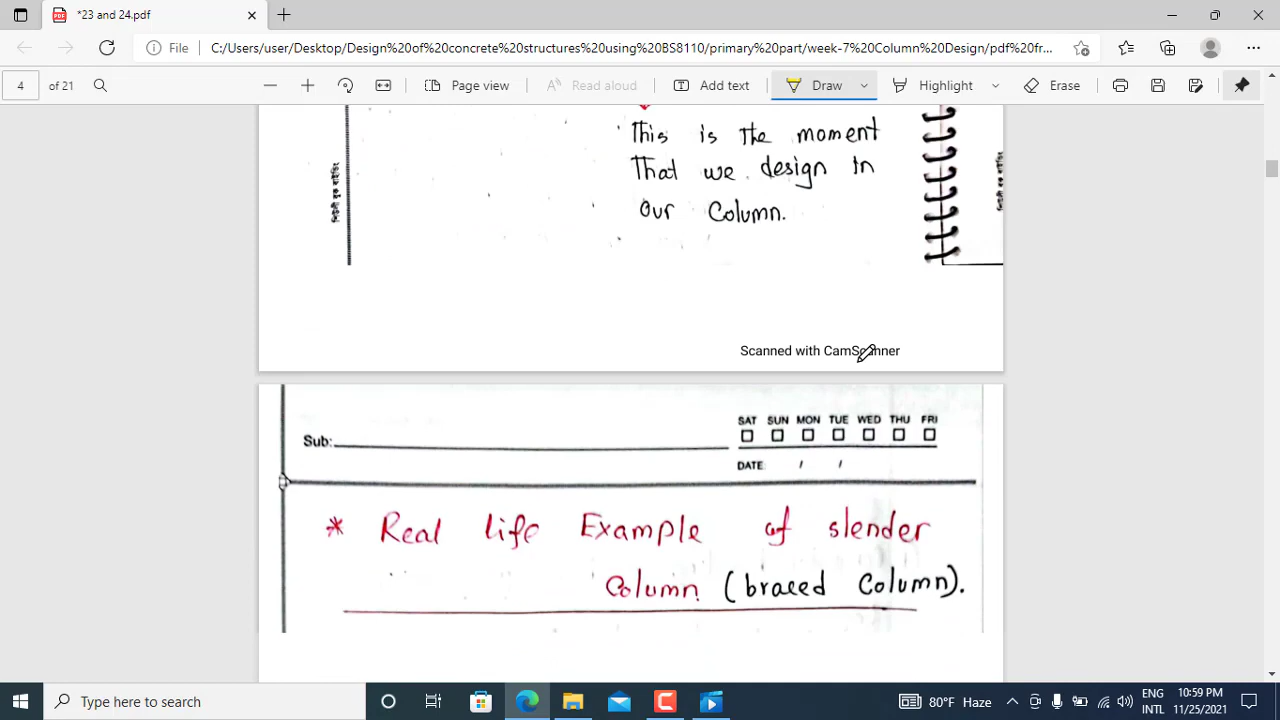 *23 and 24.pdf
File C:/Users/user/Desktop/Design%20of%20concrete%20structures%20using%20BS8110/primary%20part/week-7%20Column%20Design/pdf%20fr...
4 of 21 Page view Read aloud Add text Draw Highlight Erase
This is the moment
That we design in
our Column.
Scanned with CamScanner
SAT SUN MON TUE WED THU FRI
Sub:
DATE: / /
* Real life Example of slender
Column (braced Column).
Type here to search
80°F Haze
ENG
INTL
10:59 PM
11/25/2021